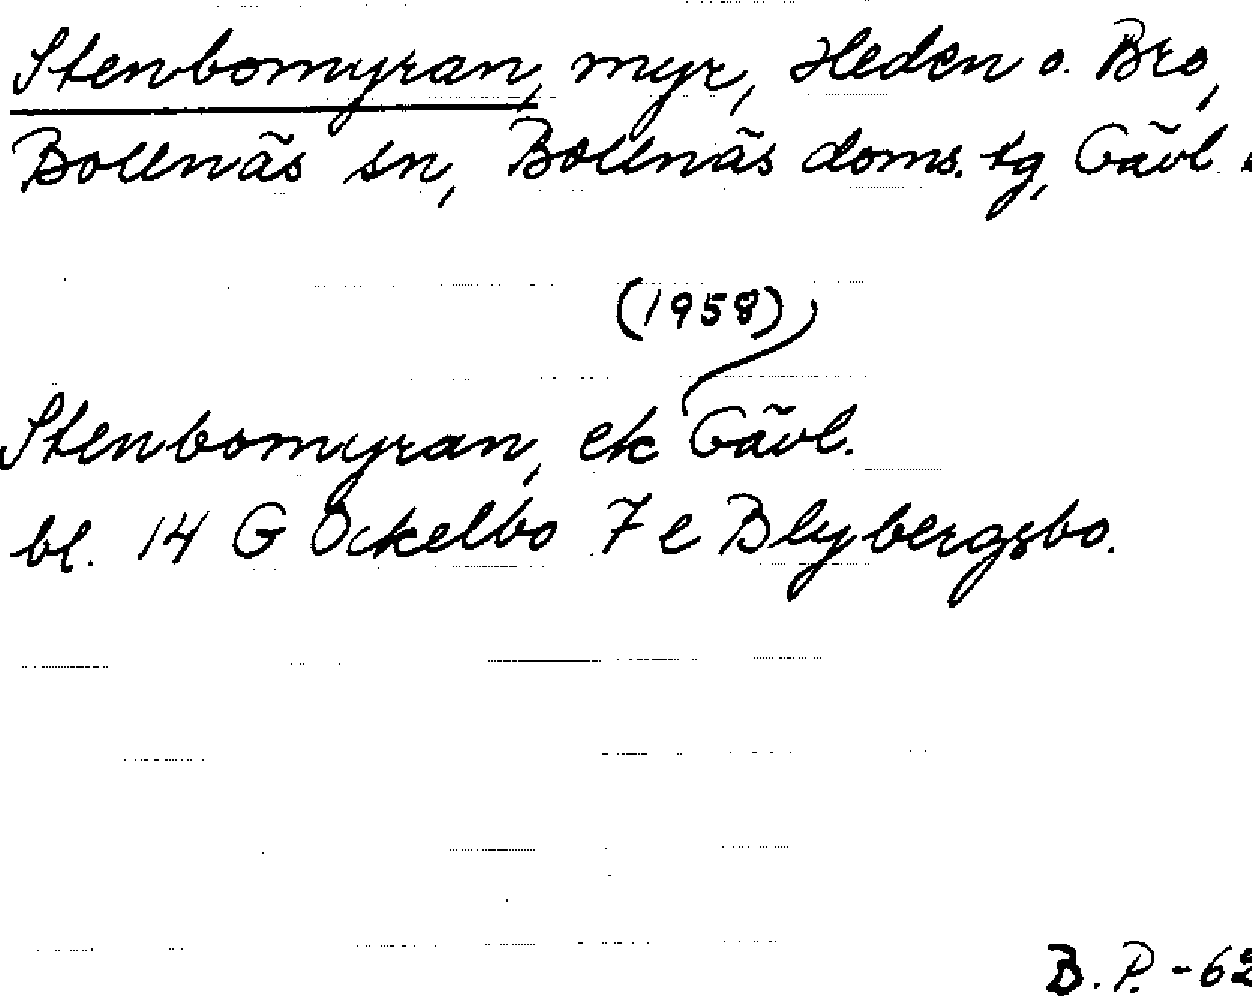 Stenbomyran, myr, Heden o. Bro,
Bollnäs sn, Bollnäs doms. tg, Gävl.
(1958)
Stenbomyran, ek Gävl.
bl. 14 G Ockelbo 7 e Blybergsbo.
B. P. -62